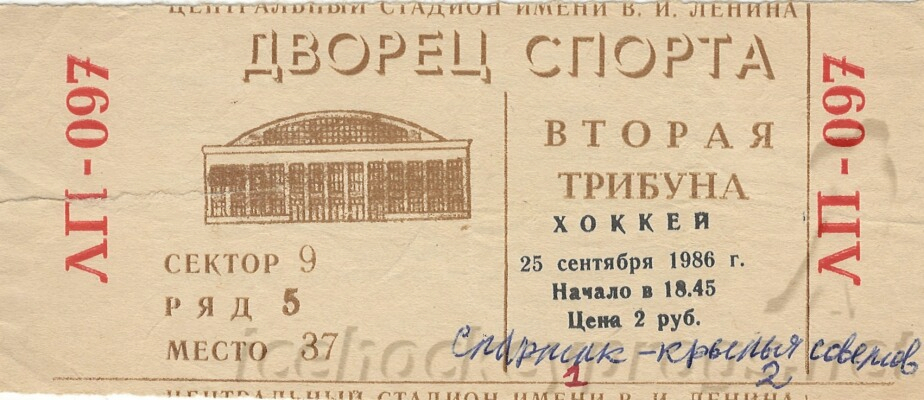 ЦЕНТРАЛЬНЫЙ СТАДИОН ИМЕНИ В. И. ЛЕНИНА
ДВОРЕЦ СПОРТА
ВТОРАЯ
ТРИБУНА
ХОККЕЙ
25 сентября 1986 г.
Начало в 18.45
Цена 2 руб.
СЕКТОР 9
РЯД 5
МЕСТО 37
Спартак - крылья советов
1 2
ЛП-097
ЛП-097
ЦЕНТРАЛЬНЫЙ СТАДИОН ИМЕНИ В. И. ЛЕНИНА